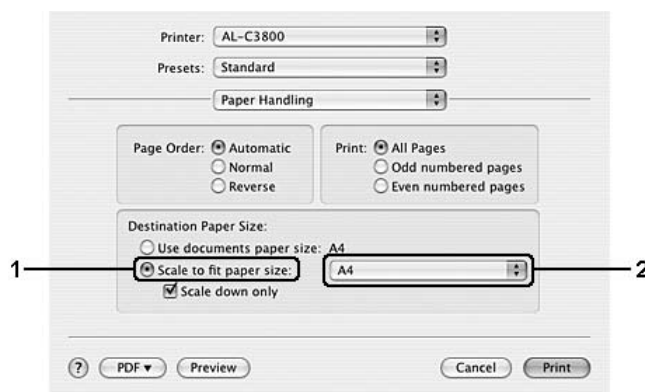 Printer: AL-C3800
Presets: Standard
Paper Handling
Page Order: Automatic Print: All Pages
Normal Odd numbered pages
Reverse Even numbered pages
Destination Paper Size:
Use documents paper size: A4
1 Scale to fit paper size: A4 2
Scale down only
? PDF▼ Preview Cancel Print